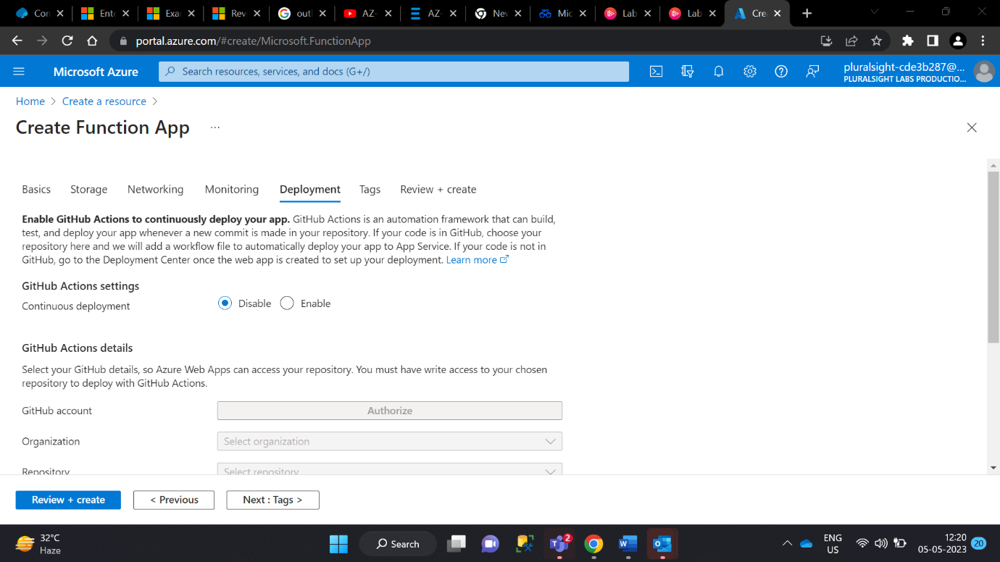 Con
Ente
Exa
Rev
outl
AZ-
AZ-
Nev
Mic
Lab
Lab
Cre
portal.azure.com/#create/Microsoft.FunctionApp
Microsoft Azure
Search resources, services, and docs (G+/)
pluralsight-cde3b287@...
PLURALSIGHT LABS PRODUCTIO...
Home > Create a resource >
Create Function App ...
Basics Storage Networking Monitoring Deployment Tags Review + create
Enable GitHub Actions to continuously deploy your app. GitHub Actions is an automation framework that can build,
test, and deploy your app whenever a new commit is made in your repository. If your code is in GitHub, choose your
repository here and we will add a workflow file to automatically deploy your app to App Service. If your code is not in
GitHub, go to the Deployment Center once the web app is created to set up your deployment. Learn more
GitHub Actions settings
Continuous deployment Disable Enable
GitHub Actions details
Select your GitHub details, so Azure Web Apps can access your repository. You must have write access to your chosen
repository to deploy with GitHub Actions.
GitHub account Authorize
Organization Select organization
Repository Select repository
Review + create < Previous Next : Tags >
32°C
Haze
Search
2
ENG
US
12:20
05-05-2023
20